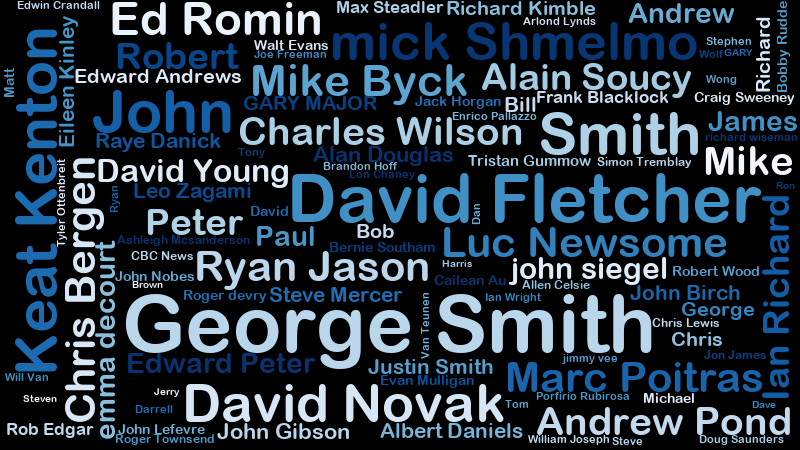 Edwin Crandall
Ed Romin
Max Steadler
Richard Kimble
Arlond Lynds
Andrew
Richard
Bobby Rudde
Matt
Keat Kenton
Eileen Kinley
Robert
Walt Evans
Joe Freeman
mick Shmelmo
Stephen
Wolf
GARY
Edward Andrews
Mike Byck
Alain Soucy
Wong
John
GARY MAJOR
Jack Horgan
Bill
Frank Blacklock
Craig Sweeney
Enrico Pallazzo
Raye Danick
Charles Wilson
Smith
James
richard wiseman
Tony
Alan Douglas
Tristan Gummow
Simon Tremblay
Mike
Tyler Ottenbreit
Chris Bergen
David Young
Brandon Hoff
Lon Chaney
Ryan
Leo Zagami
David Fletcher
Dan
Ron
Ian Richard
Peter
David
Paul
Bob
Luc Newsome
Ashleigh Mcsanderson
Bernie Southam
CBC News
emma decourt
Ryan Jason
Harris
john siegel
Robert Wood
John Nobes
Cailean Au
Allen Celsie
Brown
Roger devry
Steve Mercer
Ian Wright
John Birch
George Smith
Van Teunen
George
Chris Lewis
Chris
Edward Peter
Justin Smith
jimmy vee
Jon James
Will Van
Evan Mulligan
Marc Poitras
Steven
Jerry
David Novak
Tom
Porfirio Rubirosa
Michael
Dave
Darrell
Andrew Pond
Rob Edgar
John Lefevre
Roger Townsend
John Gibson
Albert Daniels
William Joseph
Steve
Doug Saunders